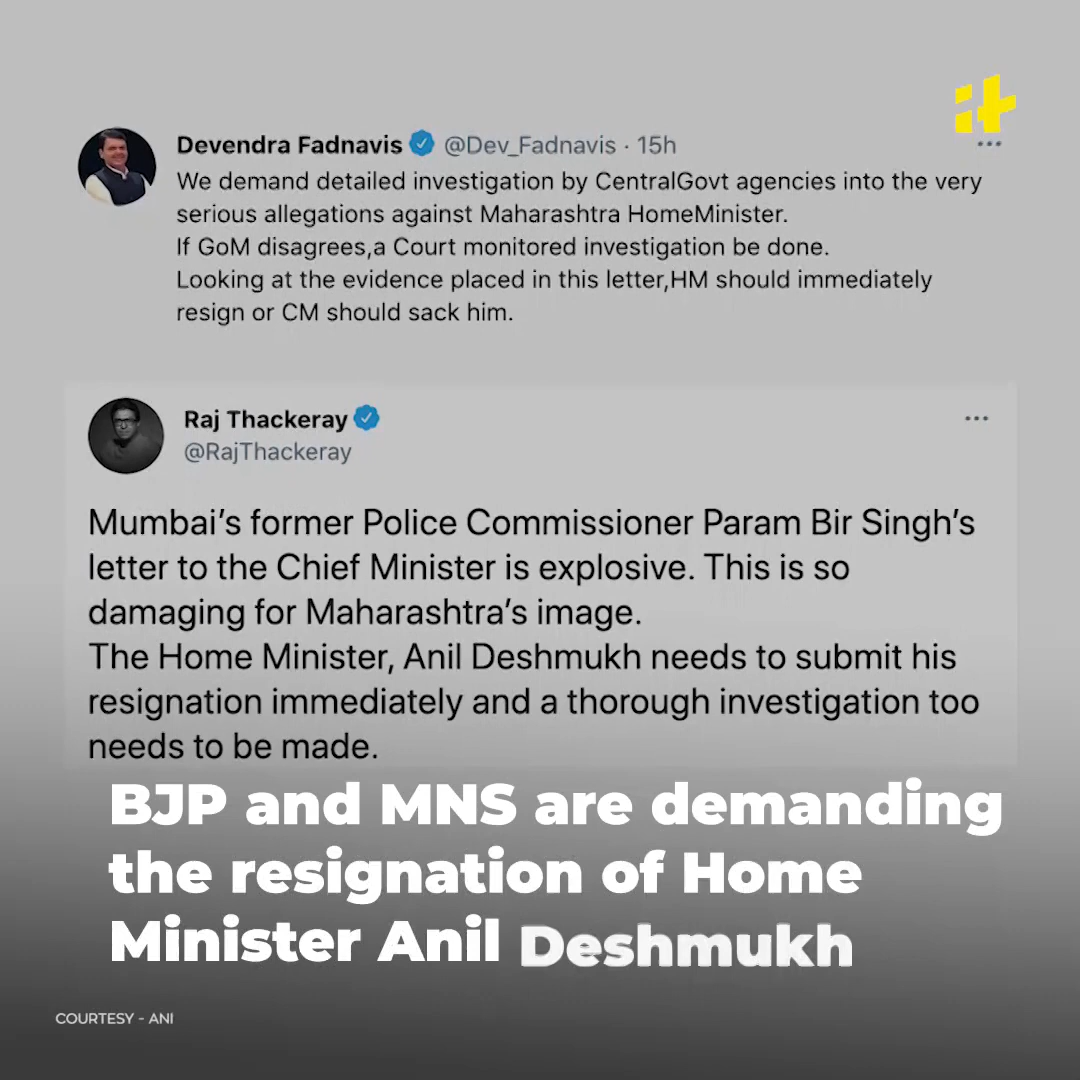 Devendra Fadnavis @Dev_Fadnavis · 15h
We demand detailed investigation by CentralGovt agencies into the very
serious allegations against Maharashtra HomeMinister.
If GoM disagrees,a Court monitored investigation be done.
Looking at the evidence placed in this letter,HM should immediately
resign or CM should sack him.
Raj Thackeray
@RajThackeray
Mumbai's former Police Commissioner Param Bir Singh's
letter to the Chief Minister is explosive. This is so
damaging for Maharashtra's image.
The Home Minister, Anil Deshmukh needs to submit his
resignation immediately and a thorough investigation too
needs to be made.
BJP and MNS are demanding
the resignation of Home
Minister Anil Deshmukh
COURTESY - ANI